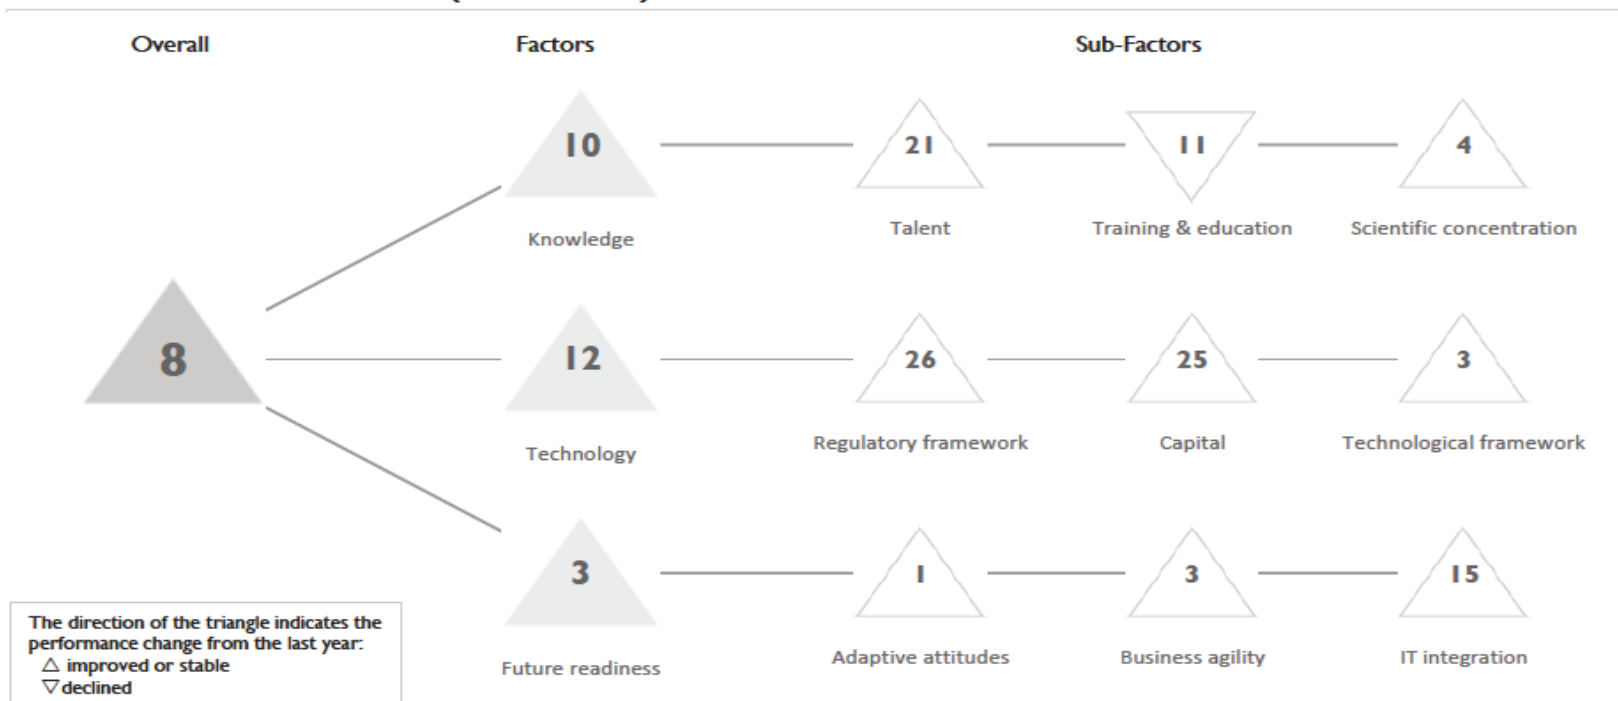 Overall Factors Sub-Factors
10 21 11 4
Knowledge Talent Training & education Scientific concentration
8 12 26 25 3
Technology Regulatory framework Capital Technological framework
3 1 3 15
Future readiness Adaptive attitudes Business agility IT integration
The direction of the triangle indicates the
performance change from the last year:
△ improved or stable
▽ declined